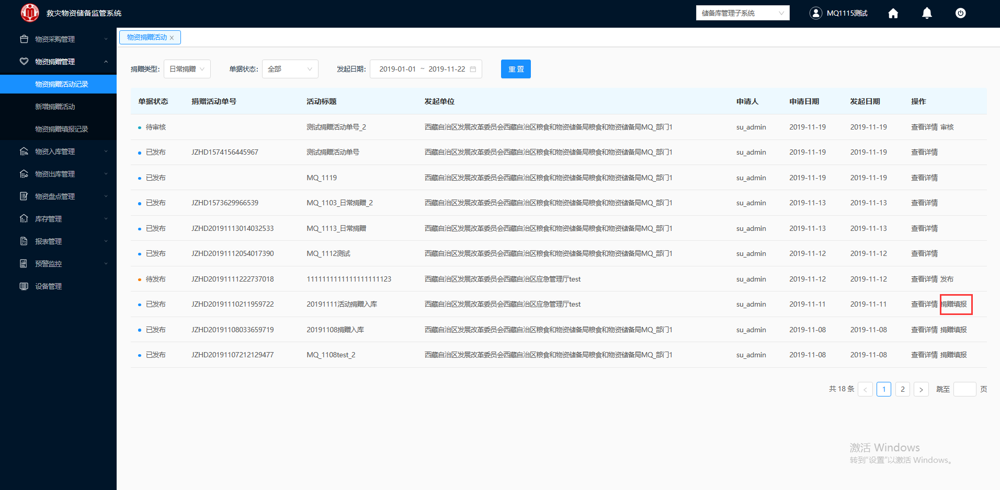 救灾物资储备监管系统
储备库管理子系统
MQ1115测试
物资采购管理
物资捐赠管理
物资捐赠活动记录
新增捐赠活动
物资捐赠填报记录
物资入库管理
物资出库管理
物资盘点管理
库存管理
报表管理
预警监控
设备管理
物资捐赠活动
捐赠类型: 日常捐赠 单据状态: 全部 发起日期: 2019-01-01 ~ 2019-11-22 重置
单据状态 捐赠活动单号 活动标题 发起单位 申请人 申请日期 发起日期 操作
待审核 测试捐赠活动单号_2 西藏自治区发展改革委员会西藏自治区粮食和物资储备局粮食和物资储备局MQ_部门1 su_admin 2019-11-19 2019-11-19 查看详情 审核
已发布 JZHD1574156445967 测试捐赠活动单号 西藏自治区发展改革委员会西藏自治区粮食和物资储备局粮食和物资储备局MQ_部门1 su_admin 2019-11-19 2019-11-19 查看详情
已发布 MQ_1119 西藏自治区发展改革委员会西藏自治区粮食和物资储备局粮食和物资储备局MQ_部门1 su_admin 2019-11-19 2019-11-19 查看详情
已发布 JZHD1573629966539 MQ_1103_日常捐赠_2 西藏自治区发展改革委员会西藏自治区粮食和物资储备局粮食和物资储备局MQ_部门1 su_admin 2019-11-13 2019-11-13 查看详情
已发布 JZHD20191113014032533 MQ_1113_日常捐赠 西藏自治区发展改革委员会西藏自治区粮食和物资储备局粮食和物资储备局MQ_部门1 su_admin 2019-11-13 2019-11-13 查看详情
已发布 JZHD20191112054017390 MQ_1112测试 西藏自治区发展改革委员会西藏自治区粮食和物资储备局粮食和物资储备局MQ_部门1 su_admin 2019-11-12 2019-11-12 查看详情
待发布 JZHD20191111222737018 1111111111111111111123 西藏自治区发展改革委员会西藏自治区应急管理厅test su_admin 2019-11-12 2019-11-12 查看详情 发布
已发布 JZHD20191110211959722 20191111活动捐赠入库 西藏自治区发展改革委员会西藏自治区应急管理厅test su_admin 2019-11-11 2019-11-11 查看详情 捐赠填报
已发布 JZHD20191108033659719 20191108捐赠入库 西藏自治区发展改革委员会西藏自治区粮食和物资储备局粮食和物资储备局MQ_部门1 su_admin 2019-11-08 2019-11-08 查看详情 捐赠填报
已发布 JZHD20191107212129477 MQ_1108test_2 西藏自治区发展改革委员会西藏自治区粮食和物资储备局粮食和物资储备局MQ_部门1 su_admin 2019-11-08 2019-11-08 查看详情 捐赠填报
共 18 条 < 1 2 > 跳至 页
激活 Windows
转到"设置"以激活 Windows。